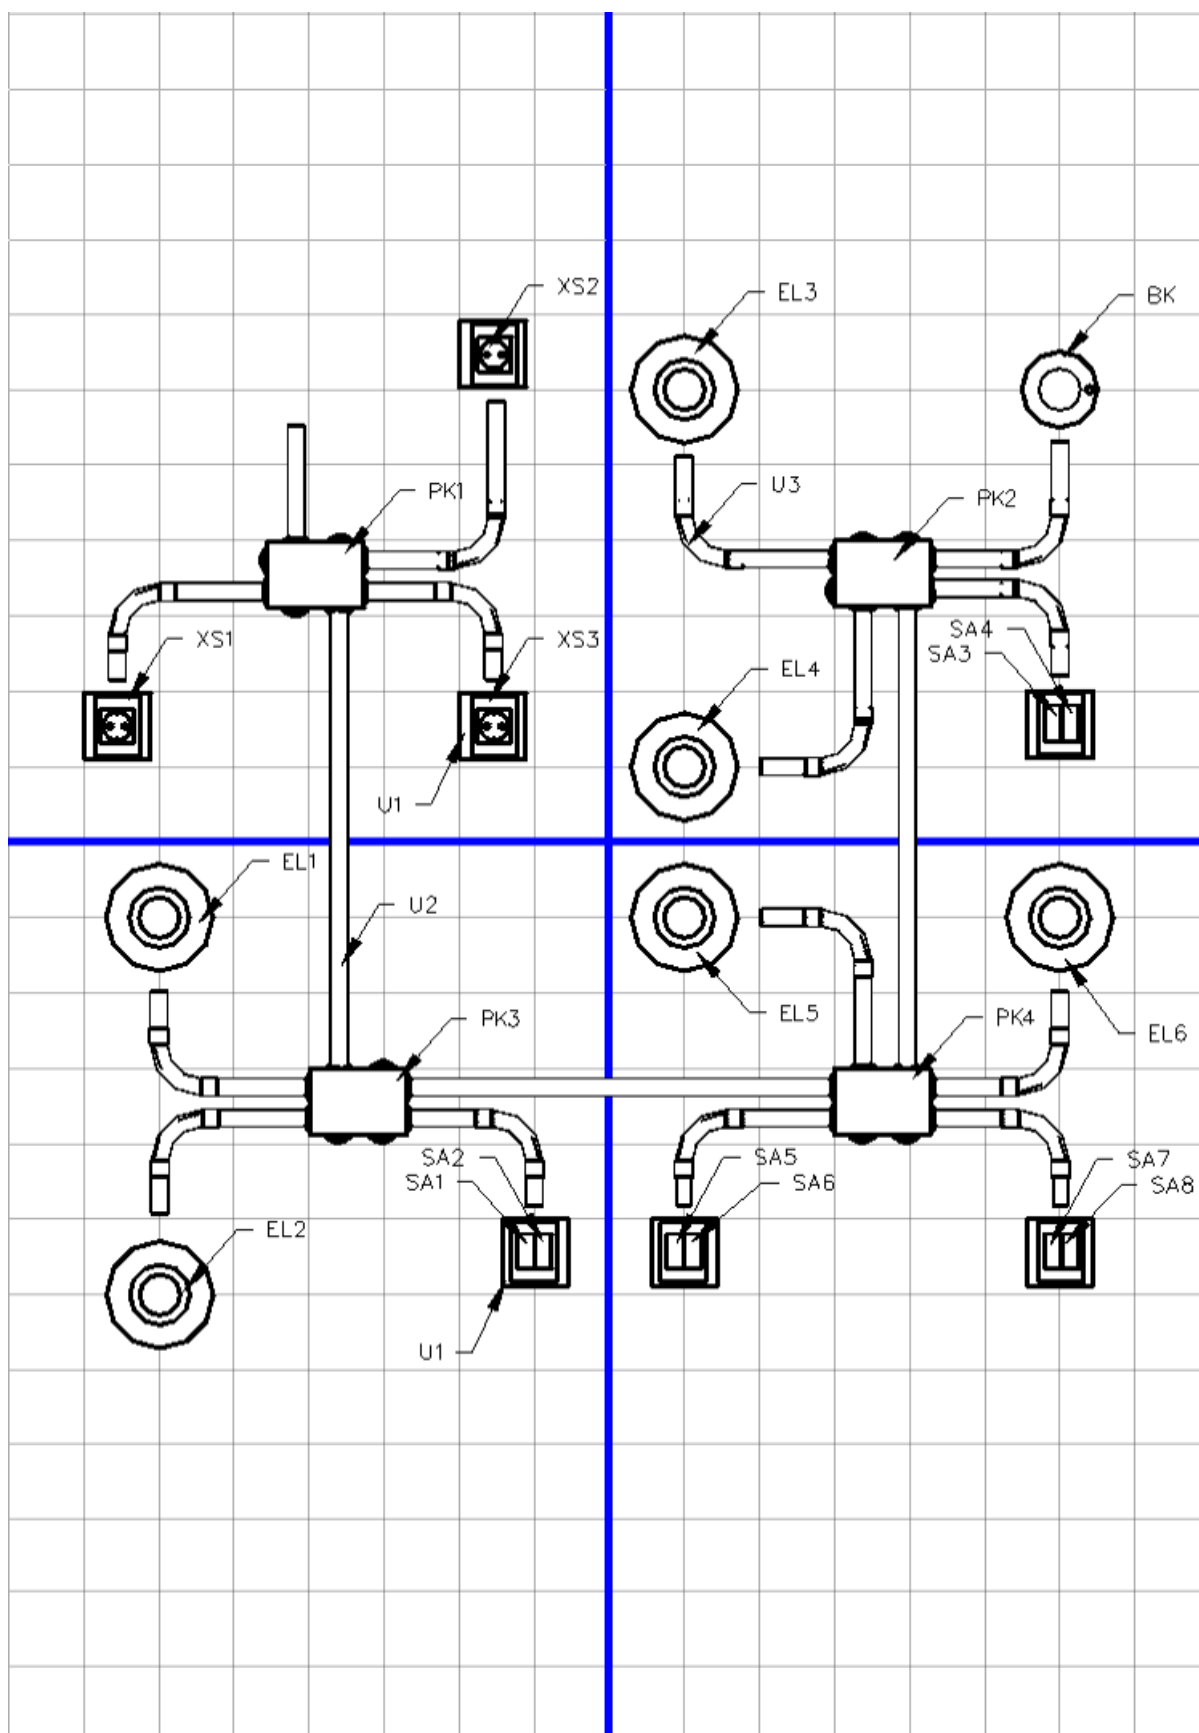 XS2
EL3
BK
PK1
U3
PK2
XS1
XS3
SA4
SA3
EL4
U1
EL1
U2
EL5
PK3
PK4
EL6
SA2
SA1
SA5
SA6
SA7
SA8
EL2
U1